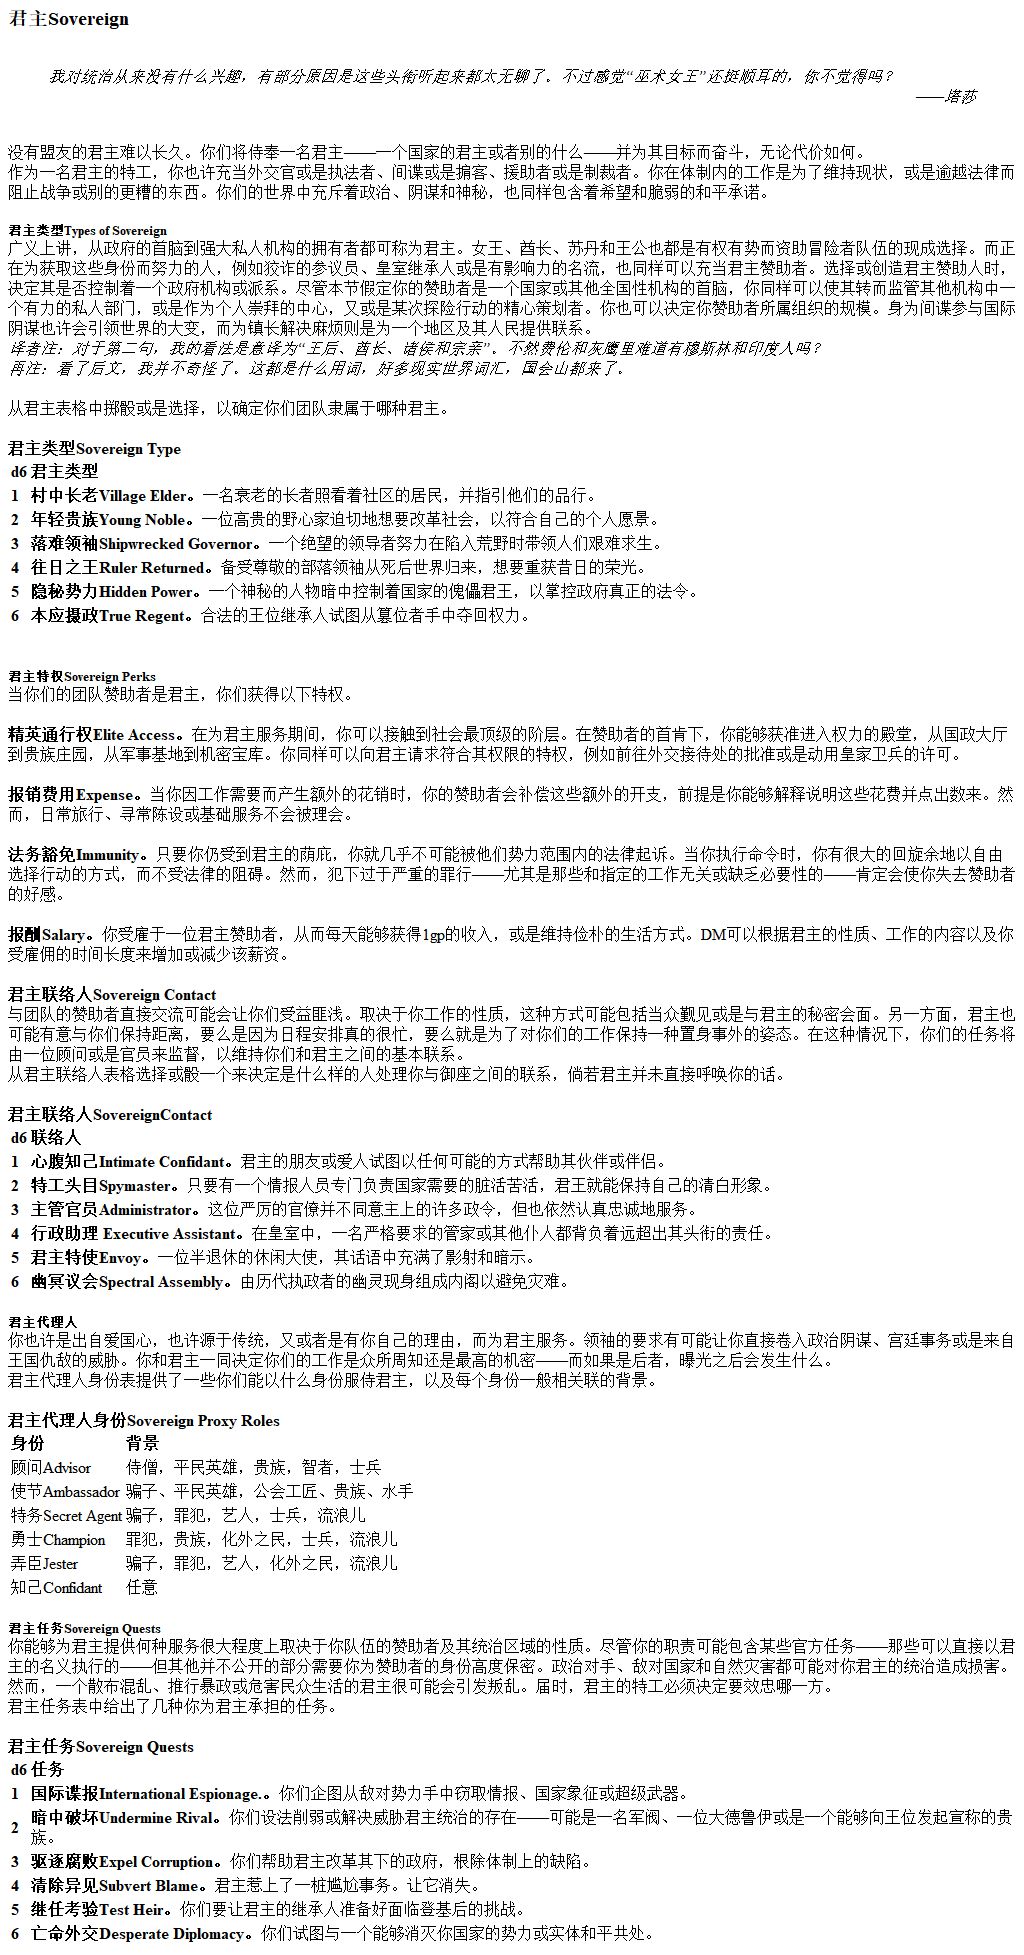 君主Sovereign
我对统治从来没有什么兴趣，有部分原因是这些头衔听起来都太无聊了。不过感觉“巫术女王”还挺顺耳的，你不觉得吗？
——塔莎
没有盟友的君主难以长久。你们将侍奉一名君主——一个国家的君主或者别的什么——并为其目标而奋斗，无论代价如何。
作为一名君主的特工，你也许充当外交官或是执法者、间谍或是掮客、援助者或是制裁者。你在体制内的工作是为了维持现状，或是逾越法律而
阻止战争或别的更糟的东西。你们的世界中充斥着政治、阴谋和神秘，也同样包含着希望和脆弱的和平承诺。
君主类型Types of Sovereign
广义上讲，从政府的首脑到强大私人机构的拥有者都可称为君主。女王、酋长、苏丹和王公也都是有权有势而资助冒险者队伍的现成选择。而正
在为获取这些身份而努力的人，例如狡诈的参议员、皇室继承人或是有影响力的名流，也同样可以充当君主赞助者。选择或创造君主赞助人时，
决定其是否控制着一个政府机构或派系。尽管本节假定你的赞助者是一个国家或其他全国性机构的首脑，你同样可以使其转而监管其他机构中一
个有力的私人部门，或是作为个人崇拜的中心，又或是某次探险行动的精心策划者。你也可以决定你赞助者所属组织的规模。身为间谍参与国际
阴谋也许会引领世界的大变，而为镇长解决麻烦则是为一个地区及其人民提供联系。
译者注：对于第二句，我的看法是意译为“王后、酋长、诸侯和宗亲”。不然费伦和灰鹰里难道有穆斯林和印度人吗？
再注：看了后文，我并不奇怪了。这都是什么用词，好多现实世界词汇，国会山都来了。
从君主表格中掷骰或是选择，以确定你们团队隶属于哪种君主。
君主类型Sovereign Type
d6 君主类型
1 村中长老Village Elder。一名衰老的长者照看着社区的居民，并指引他们的品行。
2 年轻贵族Young Noble。一位高贵的野心家迫切地想要改革社会，以符合自己的个人愿景。
3 落难领袖Shipwrecked Governor。一个绝望的领导者努力在陷入荒野时带领人们艰难求生。
4 往日之王Ruler Returned。备受尊敬的部落领袖从死后世界归来，想要重获昔日的荣光。
5 隐秘势力Hidden Power。一个神秘的人物暗中控制着国家的傀儡君王，以掌控政府真正的法令。
6 本应摄政True Regent。合法的王位继承人试图从篡位者手中夺回权力。
君主特权Sovereign Perks
当你们的团队赞助者是君主，你们获得以下特权。
精英通行权Elite Access。在为君主服务期间，你可以接触到社会最顶级的阶层。在赞助者的首肯下，你能够获准进入权力的殿堂，从国政大厅
到贵族庄园，从军事基地到机密宝库。你同样可以向君主请求符合其权限的特权，例如前往外交接待处的批准或是动用皇家卫兵的许可。
报销费用Expense。当你因工作需要而产生额外的花销时，你的赞助者会补偿这些额外的开支，前提是你能够解释说明这些花费并点出数来。然
而，日常旅行、寻常陈设或基础服务不会被理会。
法务豁免Immunity。只要你仍受到君主的荫庇，你就几乎不可能被他们势力范围内的法律起诉。当你执行命令时，你有很大的回旋余地以自由
选择行动的方式，而不受法律的阻碍。然而，犯下过于严重的罪行——尤其是那些和指定的工作无关或缺乏必要性的——肯定会使你失去赞助者
的好感。
报酬Salary。你受雇于一位君主赞助者，从而每天能够获得1gp的收入，或是维持俭朴的生活方式。DM可以根据君主的性质、工作的内容以及你
受雇佣的时间长度来增加或减少该薪资。
君主联络人Sovereign Contact
与团队的赞助者直接交流可能会让你们受益匪浅。取决于你工作的性质，这种方式可能包括当众觐见或是与君主的秘密会面。另一方面，君主也
可能有意与你们保持距离，要么是因为日程安排真的很忙，要么就是为了对你们的工作保持一种置身事外的姿态。在这种情况下，你们的任务将
由一位顾问或是官员来监督，以维持你们和君主之间的基本联系。
从君主联络人表格选择或骰一个来决定是什么样的人处理你与御座之间的联系，倘若君主并未直接呼唤你的话。
君主联络人SovereignContact
d6 联络人
1 心腹知己Intimate Confidant。君主的朋友或爱人试图以任何可能的方式帮助其伙伴或伴侣。
2 特工头目Spymaster。只要有一个情报人员专门负责国家需要的脏活苦活，君王就能保持自己的清白形象。
3 主管官员Administrator。这位严厉的官僚并不同意主上的许多政令，但也依然认真忠诚地服务。
4 行政助理 Executive Assistant。在皇室中，一名严格要求的管家或其他仆人都背负着远超出其头衔的责任。
5 君主特使Envoy。一位半退休的休闲大使，其话语中充满了影射和暗示。
6 幽冥议会Spectral Assembly。由历代执政者的幽灵现身组成内阁以避免灾难。
君主代理人
你也许是出自爱国心，也许源于传统，又或者是有你自己的理由，而为君主服务。领袖的要求有可能让你直接卷入政治阴谋、宫廷事务或是来自
王国仇敌的威胁。你和君主一同决定你们的工作是众所周知还是最高的机密——而如果是后者，曝光之后会发生什么。
君主代理人身份表提供了一些你们能以什么身份服侍君主，以及每个身份一般相关联的背景。
君主代理人身份Sovereign Proxy Roles
身份 背景
顾问Advisor 侍僧，平民英雄，贵族，智者，士兵
使节Ambassador 骗子、平民英雄，公会工匠、贵族、水手
特务Secret Agent 骗子，罪犯，艺人，士兵，流浪儿
勇士Champion 罪犯，贵族，化外之民，士兵，流浪儿
弄臣Jester 骗子，罪犯，艺人，化外之民，流浪儿
知己Confidant 任意
君主任务Sovereign Quests
你能够为君主提供何种服务很大程度上取决于你队伍的赞助者及其统治区域的性质。尽管你的职责可能包含某些官方任务——那些可以直接以君
主的名义执行的——但其他并不公开的部分需要你为赞助者的身份高度保密。政治对手、敌对国家和自然灾害都可能对你君主的统治造成损害。
然而，一个散布混乱、推行暴政或危害民众生活的君主很可能会引发叛乱。届时，君主的特工必须决定要效忠哪一方。
君主任务表中给出了几种你为君主承担的任务。
君主任务Sovereign Quests
d6 任务
1 国际谍报International Espionage.。你们企图从敌对势力手中窃取情报、国家象征或超级武器。
2 暗中破坏Undermine Rival。你们设法削弱或解决威胁君主统治的存在——可能是一名军阀、一位大德鲁伊或是一个能够向王位发起宣称的贵
族。
3 驱逐腐败Expel Corruption。你们帮助君主改革其下的政府，根除体制上的缺陷。
4 清除异见Subvert Blame。君主惹上了一桩尴尬事务。让它消失。
5 继任考验Test Heir。你们要让君主的继承人准备好面临登基后的挑战。
6 亡命外交Desperate Diplomacy。你们试图与一个能够消灭你国家的势力或实体和平共处。